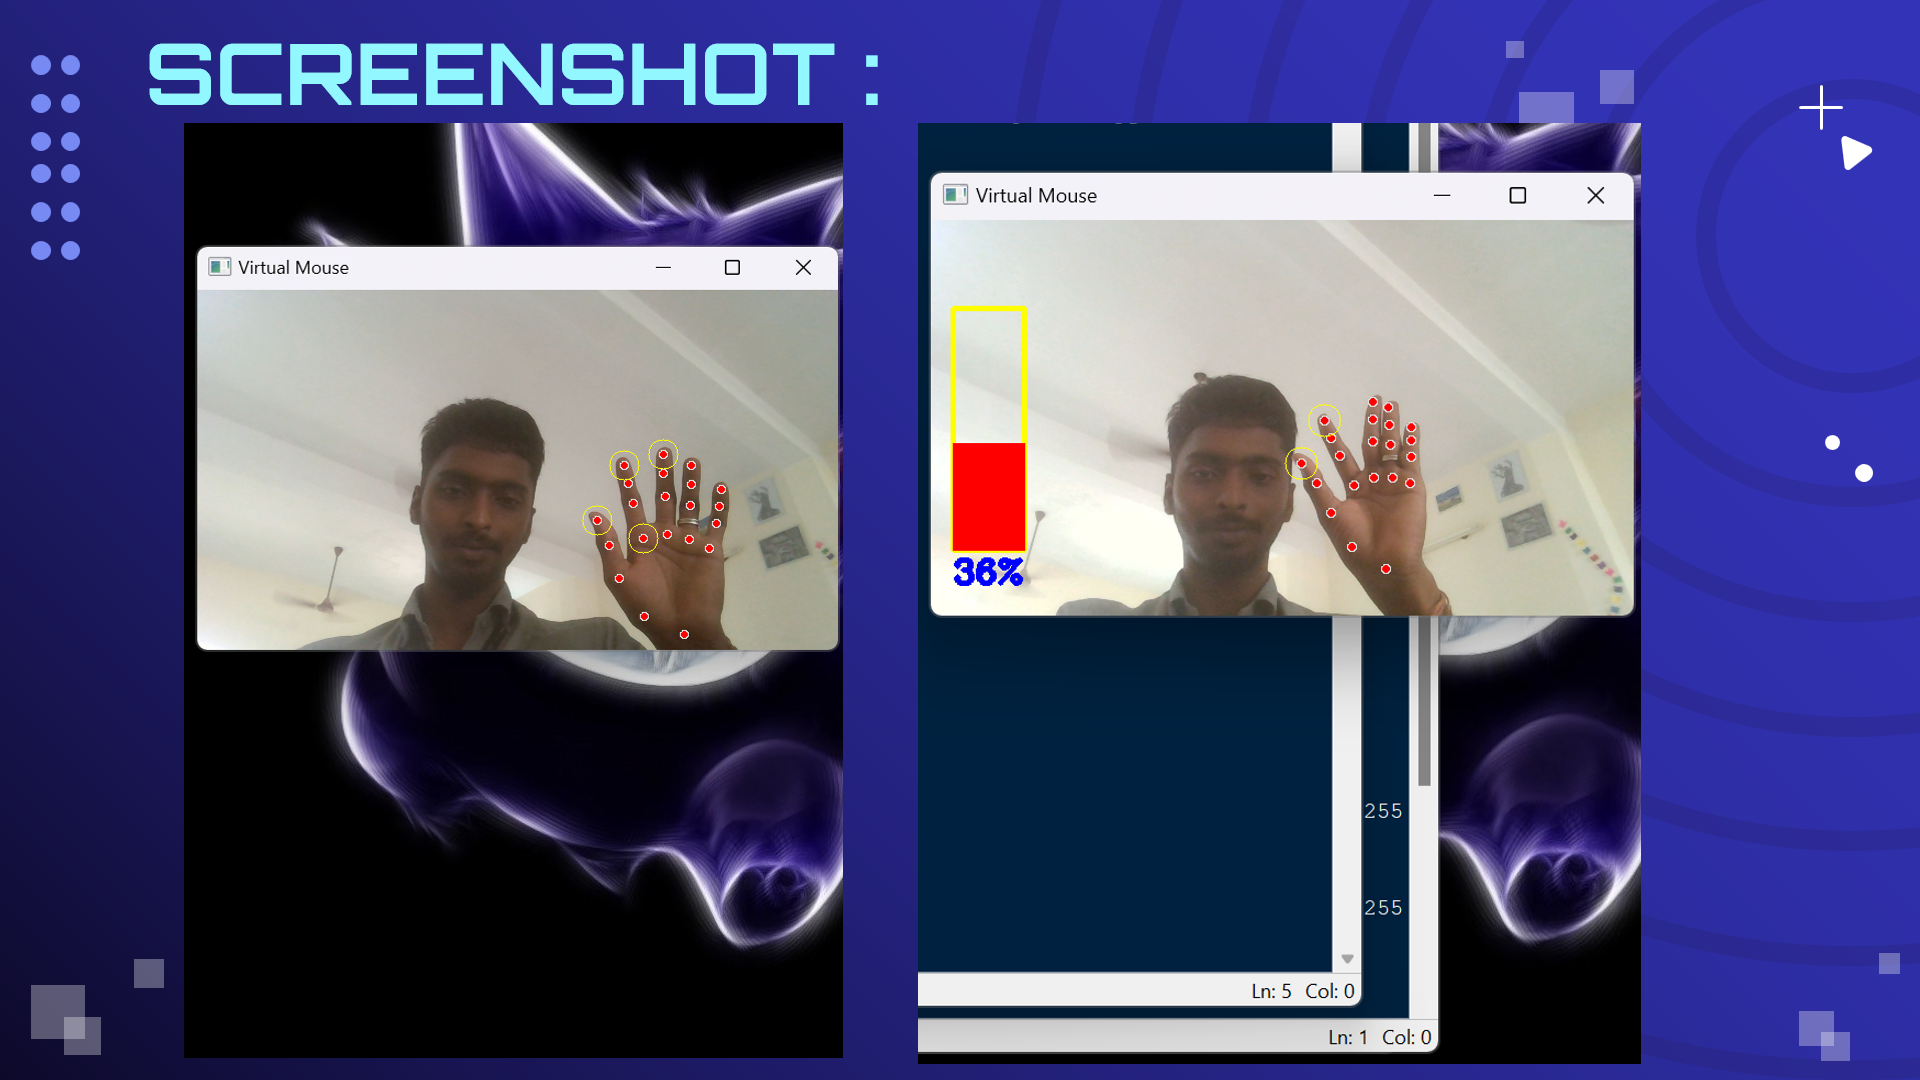 SCREENSHOT :
Virtual Mouse
Virtual Mouse
36%
255
255
Ln: 5 Col: 0
Ln: 1 Col: 0